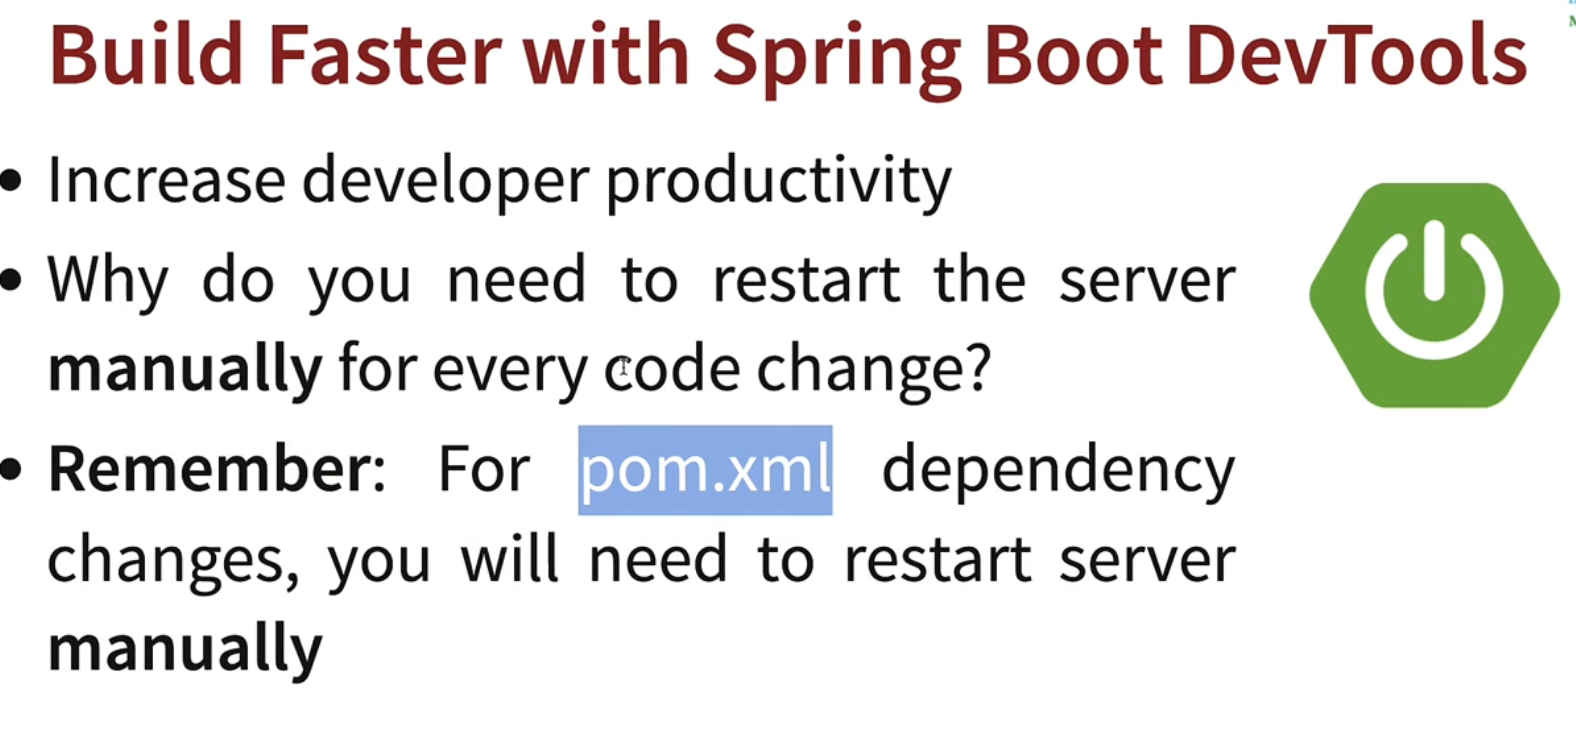 Build Faster with Spring Boot DevTools
• Increase developer productivity
• Why do you need to restart the server
manually for every code change?
• Remember: For pom.xml dependency
changes, you will need to restart server
manually